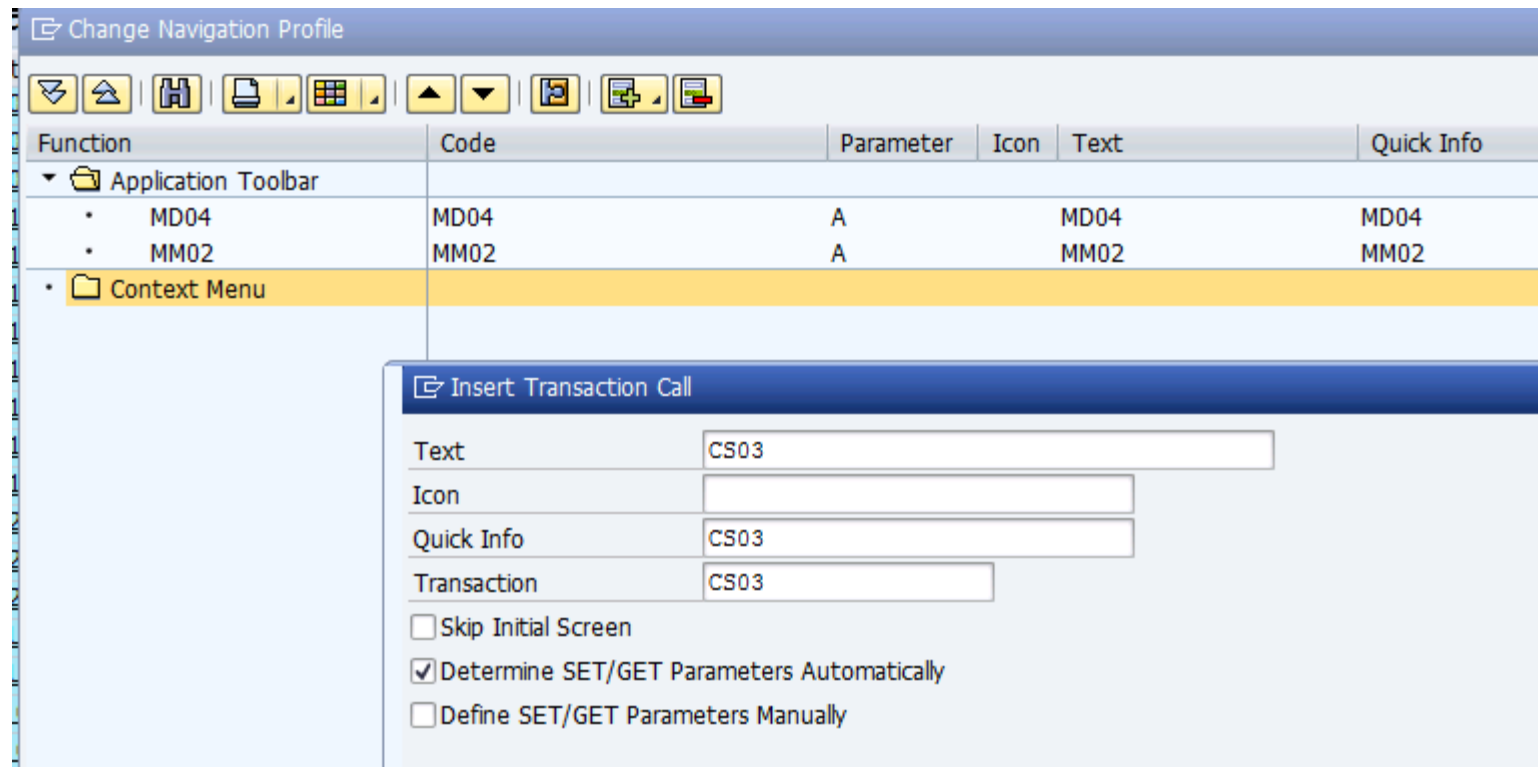 Change Navigation Profile
Function Code Parameter Icon Text Quick Info
Application Toolbar
MD04 MD04 A MD04 MD04
MM02 MM02 A MM02 MM02
Context Menu
Insert Transaction Call
Text CS03
Icon
Quick Info CS03
Transaction CS03
Skip Initial Screen
Determine SET/GET Parameters Automatically
Define SET/GET Parameters Manually